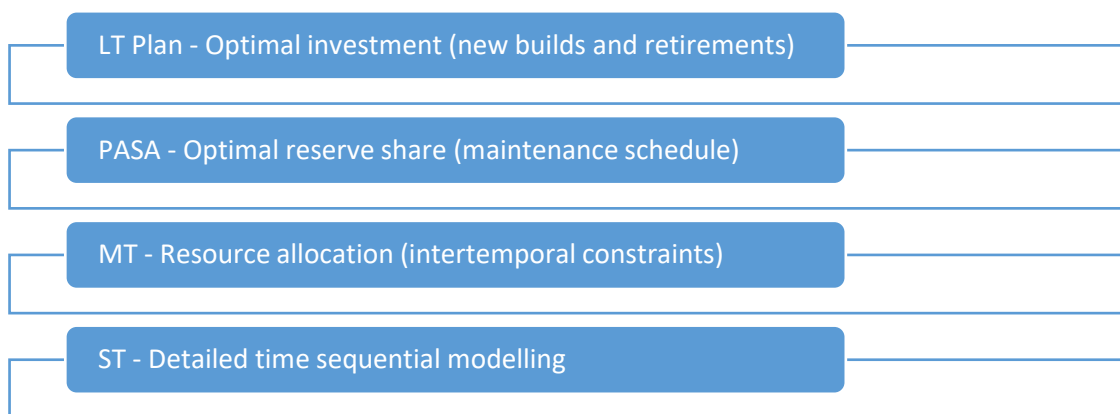 LT Plan - Optimal investment (new builds and retirements)
PASA - Optimal reserve share (maintenance schedule)
MT - Resource allocation (intertemporal constraints)
ST - Detailed time sequential modelling